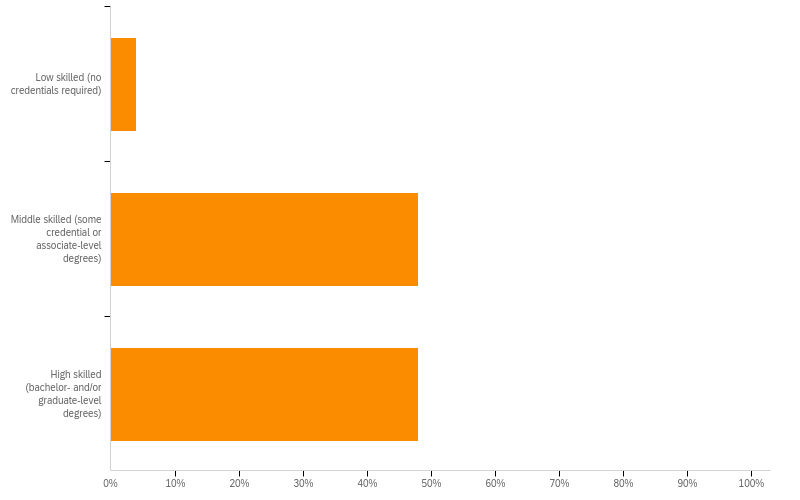 Low skilled (no
credentials required)
Middle skilled (some
credential or
associate-level
degrees)
High skilled
(bachelor- and/or
graduate-level
degrees)
0% 10% 20% 30% 40% 50% 60% 70% 80% 90% 100%